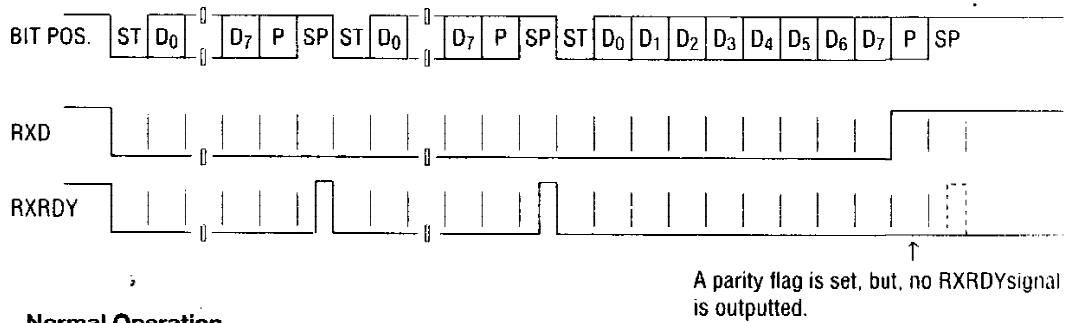 BIT POS. ST D0 D7 P SP ST D0 D7 P SP ST D0 D1 D2 D3 D4 D5 D6 D7 P SP
RXD
RXRDY
A parity flag is set, but, no RXRDYsignal
is outputted.
Normal Operation